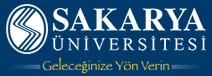 SAKARYA
ÜNİVERSİTESİ
Geleceğinize Yön Verin